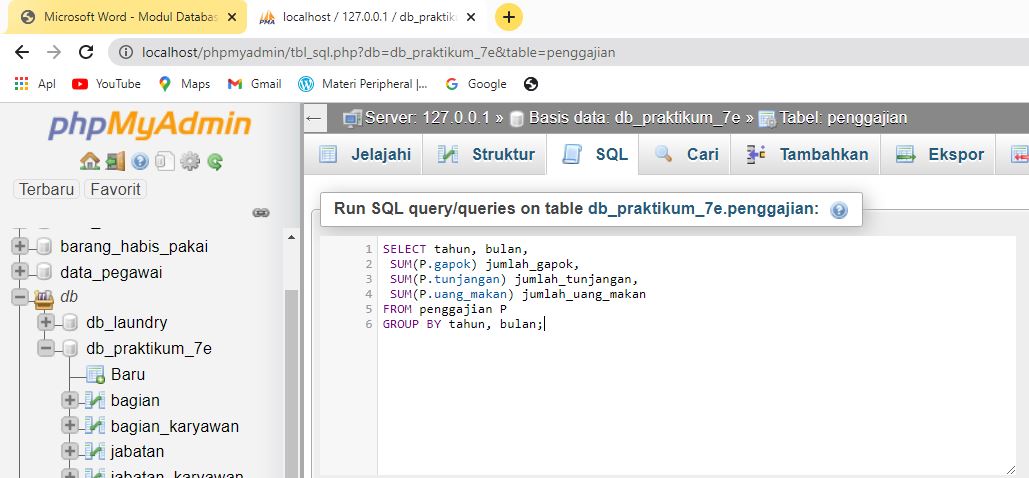 Microsoft Word - Modul Databas
localhost / 127.0.0.1 / db_praktiku
localhost/phpmyadmin/tbl_sql.php?db=db_praktikum_7e&table=penggajian
Apl YouTube Maps Gmail Materi Peripheral |... Google
phpMyAdmin
Terbaru Favorit
barang_habis_pakai
data_pegawai
db
db_laundry
db_praktikum_7e
Baru
bagian
bagian_karyawan
jabatan
jabatan_karyawan
Server: 127.0.0.1 » Basis data: db_praktikum_7e » Tabel: penggajian
Jelajahi Struktur SQL Cari Tambahkan Ekspor
Run SQL query/queries on table db_praktikum_7e.penggajian:
1 SELECT tahun, bulan,
2 SUM(P.gapok) jumlah_gapok,
3 SUM(P.tunjangan) jumlah_tunjangan,
4 SUM(P.uang_makan) jumlah_uang_makan
5 FROM penggajian P
6 GROUP BY tahun, bulan;